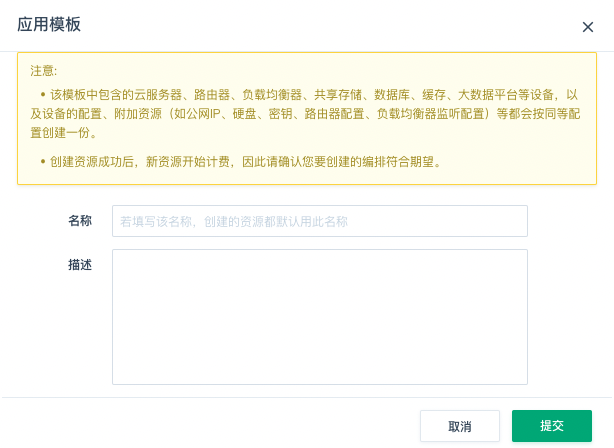 应用模板
注意:
• 该模板中包含的云服务器、路由器、负载均衡器、共享存储、数据库、缓存、大数据平台等设备，以
及设备的配置、附加资源（如公网IP、硬盘、密钥、路由器配置、负载均衡器监听配置）等都会按同等配
置创建一份。
• 创建资源成功后，新资源开始计费，因此请确认您要创建的编排符合期望。
名称
若填写该名称，创建的资源都默认用此名称
描述
取消
提交